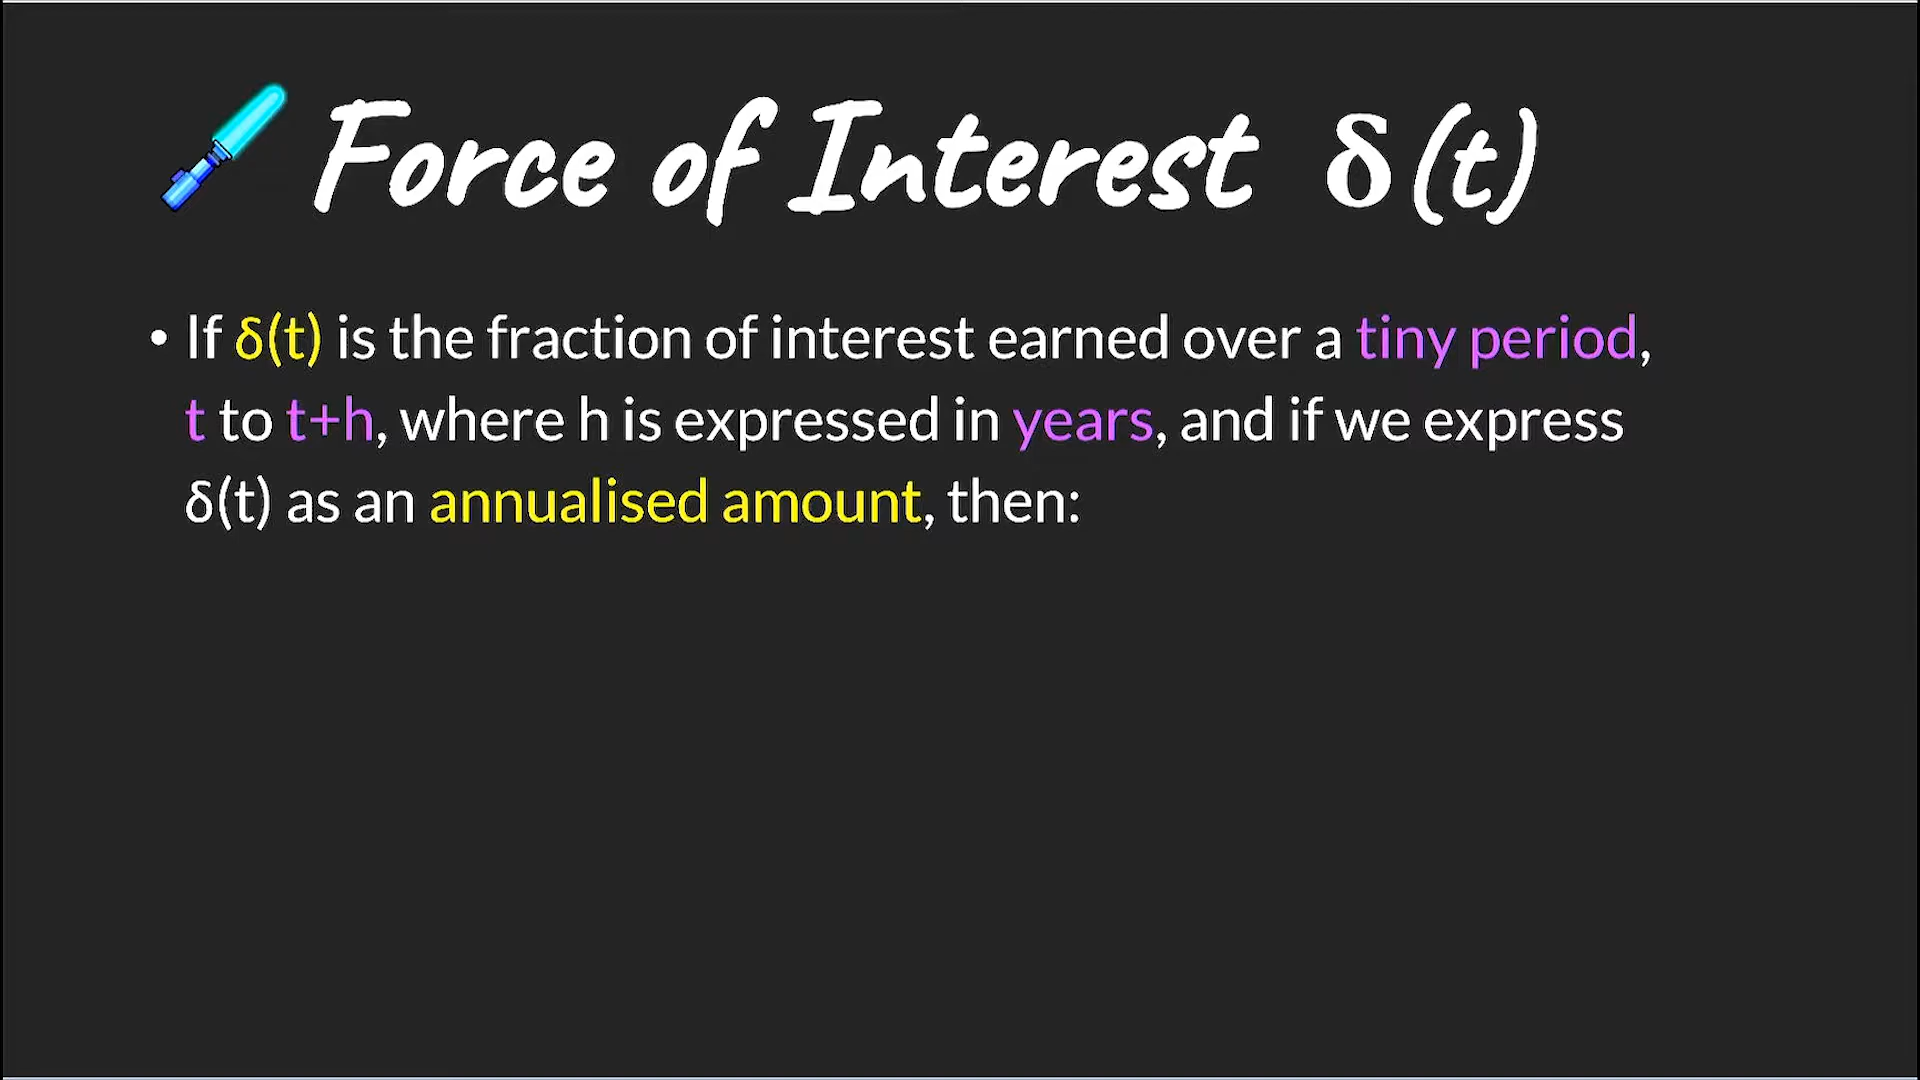 Force of Interest δ(t)
• If δ(t) is the fraction of interest earned over a tiny period,
t to t+h, where h is expressed in years, and if we express
δ(t) as an annualised amount, then: